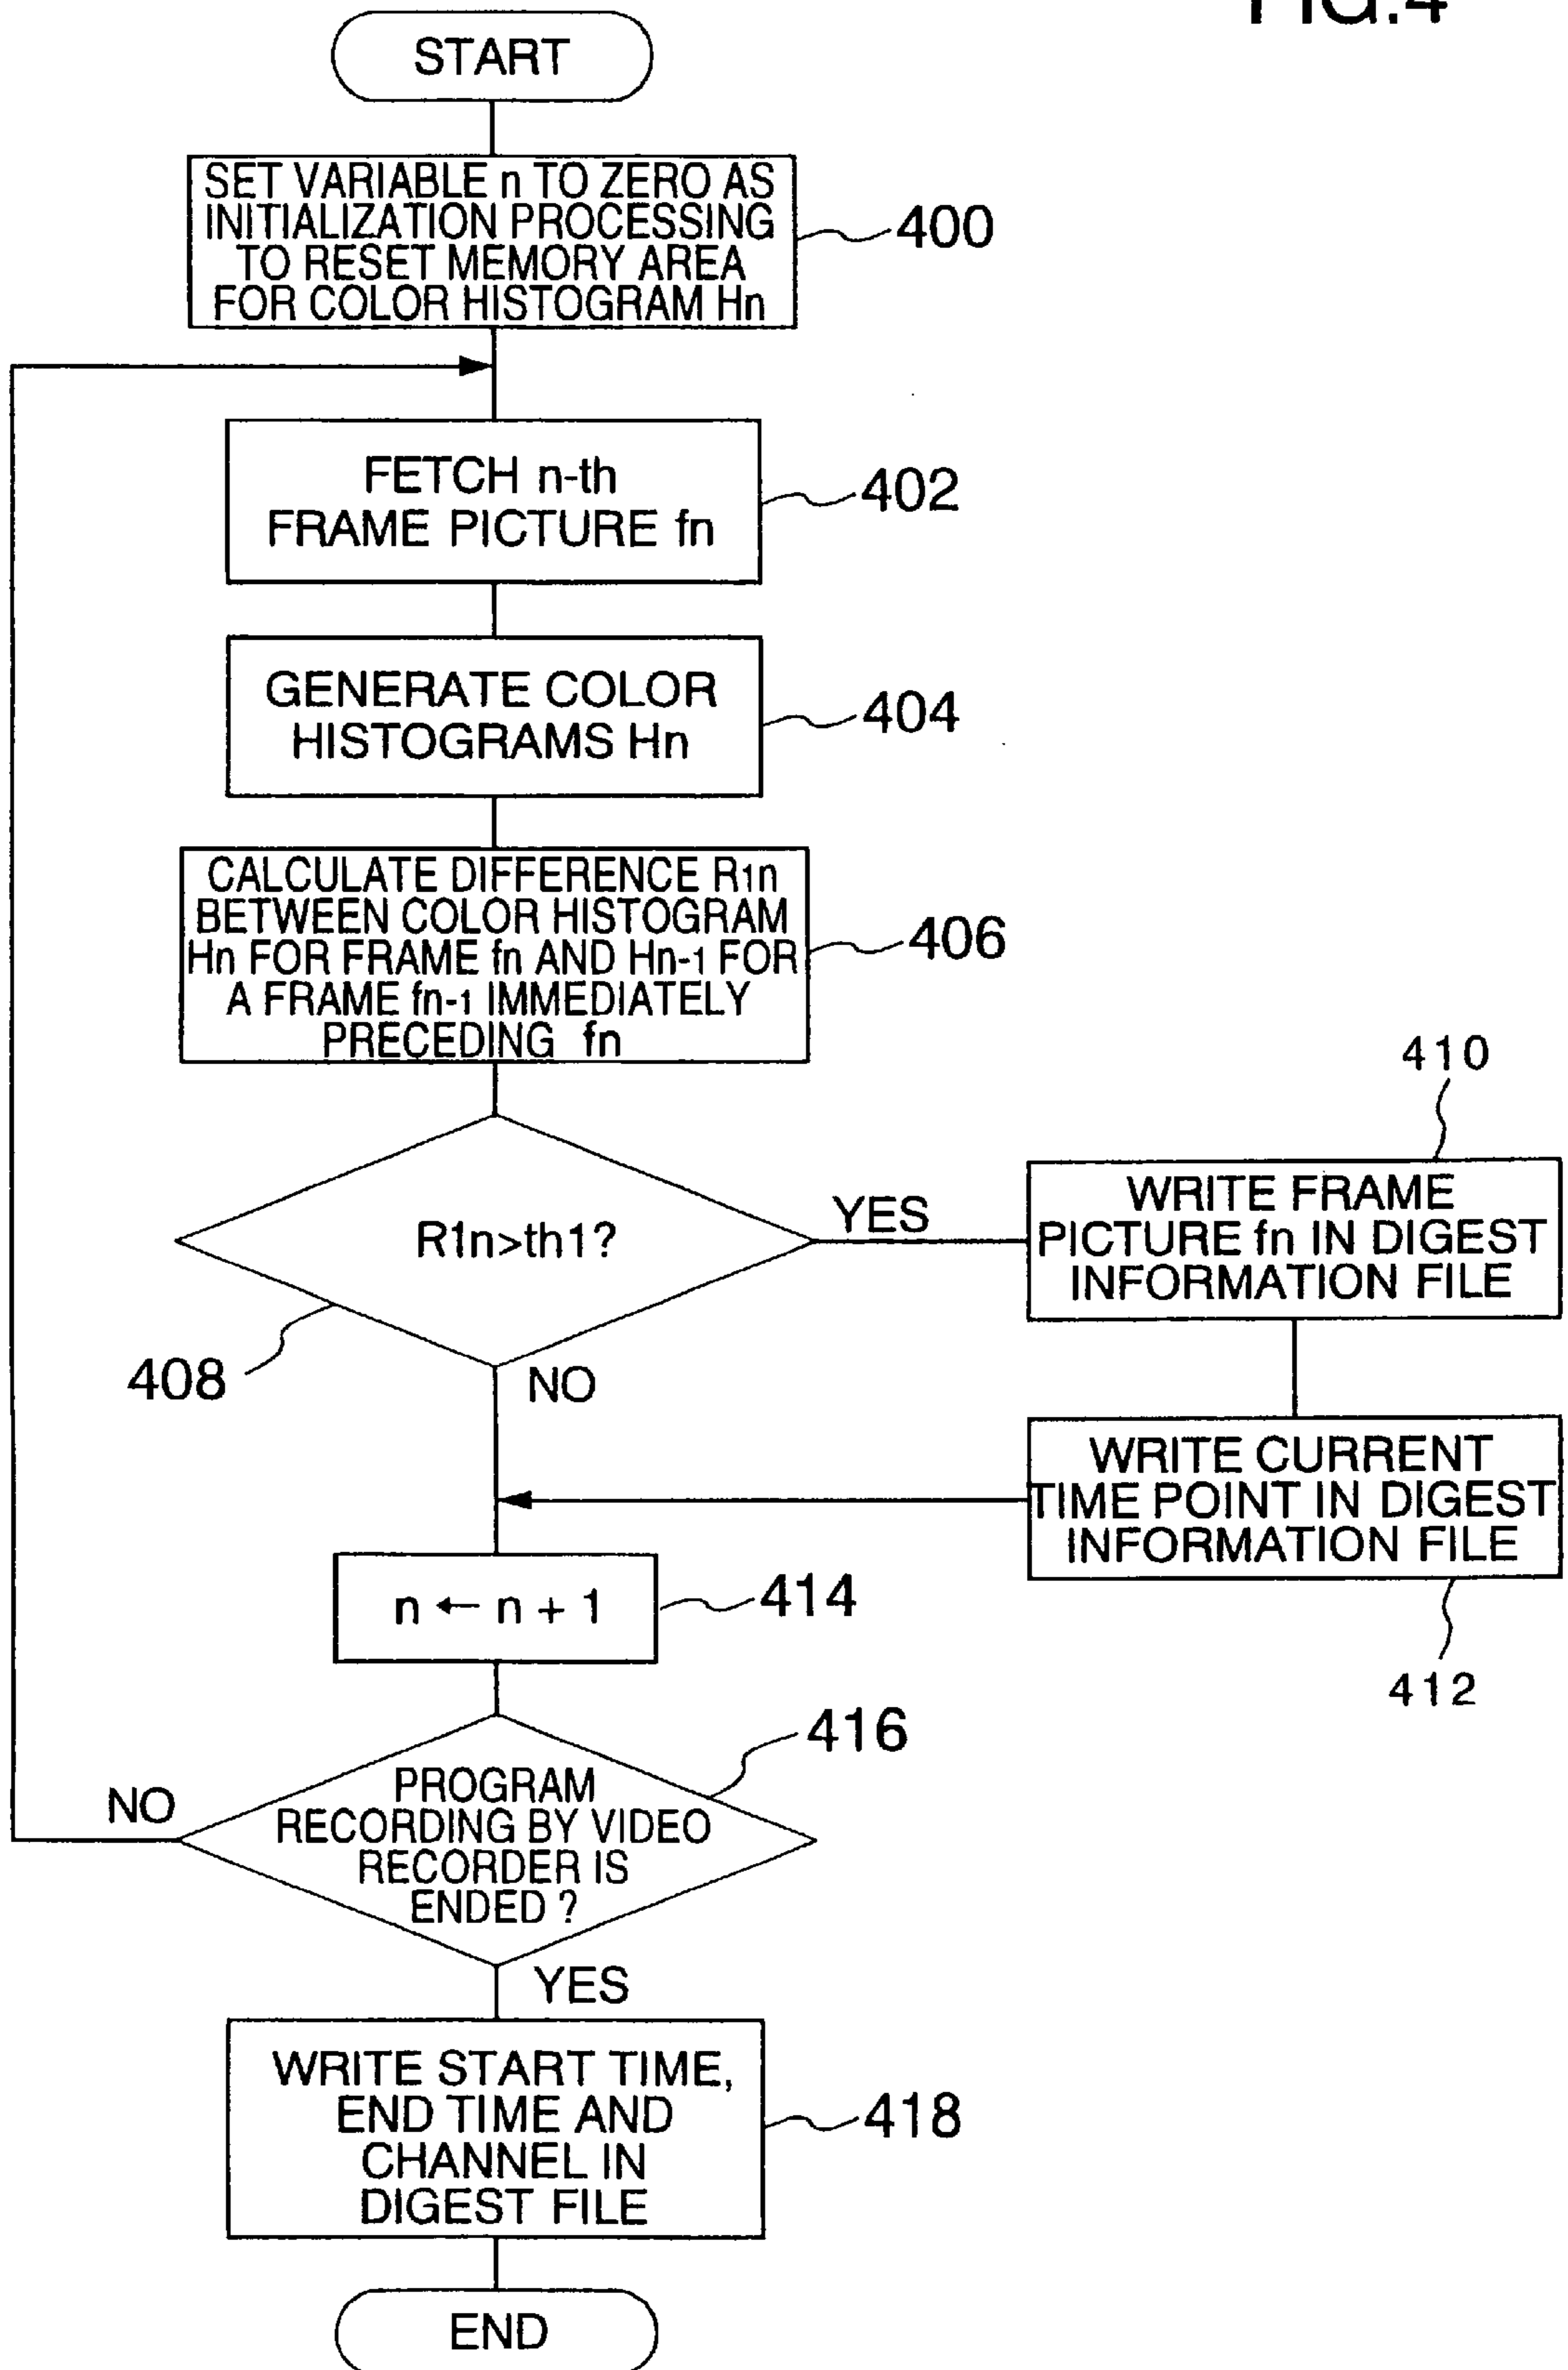 FIG.4
START
SET VARIABLE n TO ZERO AS
INITIALIZATION PROCESSING
TO RESET MEMORY AREA
FOR COLOR HISTOGRAM Hn
400
FETCH n-th
FRAME PICTURE fn
402
GENERATE COLOR
HISTOGRAMS Hn
404
CALCULATE DIFFERENCE R1n
BETWEEN COLOR HISTOGRAM
Hn FOR FRAME fn AND Hn-1 FOR
A FRAME fn-1 IMMEDIATELY
PRECEDING fn
406
R1n>th1?
408
YES
NO
410
WRITE FRAME
PICTURE fn IN DIGEST
INFORMATION FILE
WRITE CURRENT
TIME POINT IN DIGEST
INFORMATION FILE
412
n ← n + 1
414
416
PROGRAM
RECORDING BY VIDEO
RECORDER IS
ENDED ?
NO
YES
WRITE START TIME,
END TIME AND
CHANNEL IN
DIGEST FILE
418
END